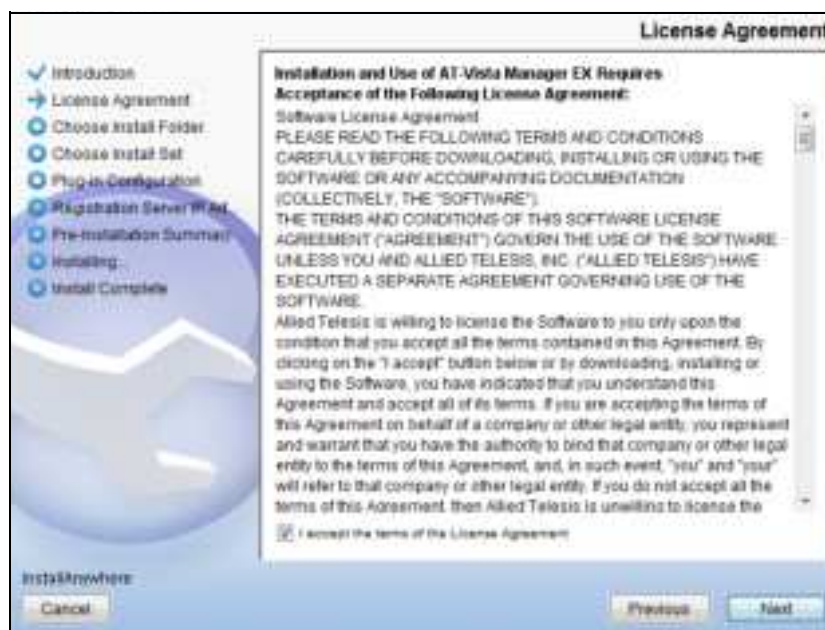 License Agreement
Introduction
License Agreement
Choose Install Folder
Choose Install Set
Plug-in Configuration
Registration Server IP
Pre-Installation Summary
Installing...
Install Complete
Installation and Use of AT-Vista Manager EX Requires
Acceptance of the Following License Agreement:
Software License Agreement
PLEASE READ THE FOLLOWING TERMS AND CONDITIONS
CAREFULLY BEFORE DOWNLOADING, INSTALLING OR USING THE
SOFTWARE OR ANY ACCOMPANYING DOCUMENTATION
(COLLECTIVELY, THE "SOFTWARE").
THE TERMS AND CONDITIONS OF THIS SOFTWARE LICENSE
AGREEMENT ("AGREEMENT") GOVERN THE USE OF THE SOFTWARE
UNLESS YOU AND ALLIED TELESIS, INC. ("ALLIED TELESIS") HAVE
EXECUTED A SEPARATE AGREEMENT GOVERNING USE OF THE
SOFTWARE.
Allied Telesis is willing to license the Software to you only upon the
condition that you accept all the terms contained in this Agreement. By
clicking on the "I accept" button below or by downloading, installing or
using the Software, you have indicated that you understand this
Agreement and accept all of its terms. If you are accepting the terms of
this Agreement on behalf of a company or other legal entity, you represent
and warrant that you have the authority to bind that company or other legal
entity to the terms of this Agreement, and, in such event, "you" and "your"
will refer to that company or other legal entity. If you do not accept all the
terms of this Agreement, then Allied Telesis is unwilling to license the
I accept the terms of the License Agreement
InstallAnywhere
Cancel
Previous
Next